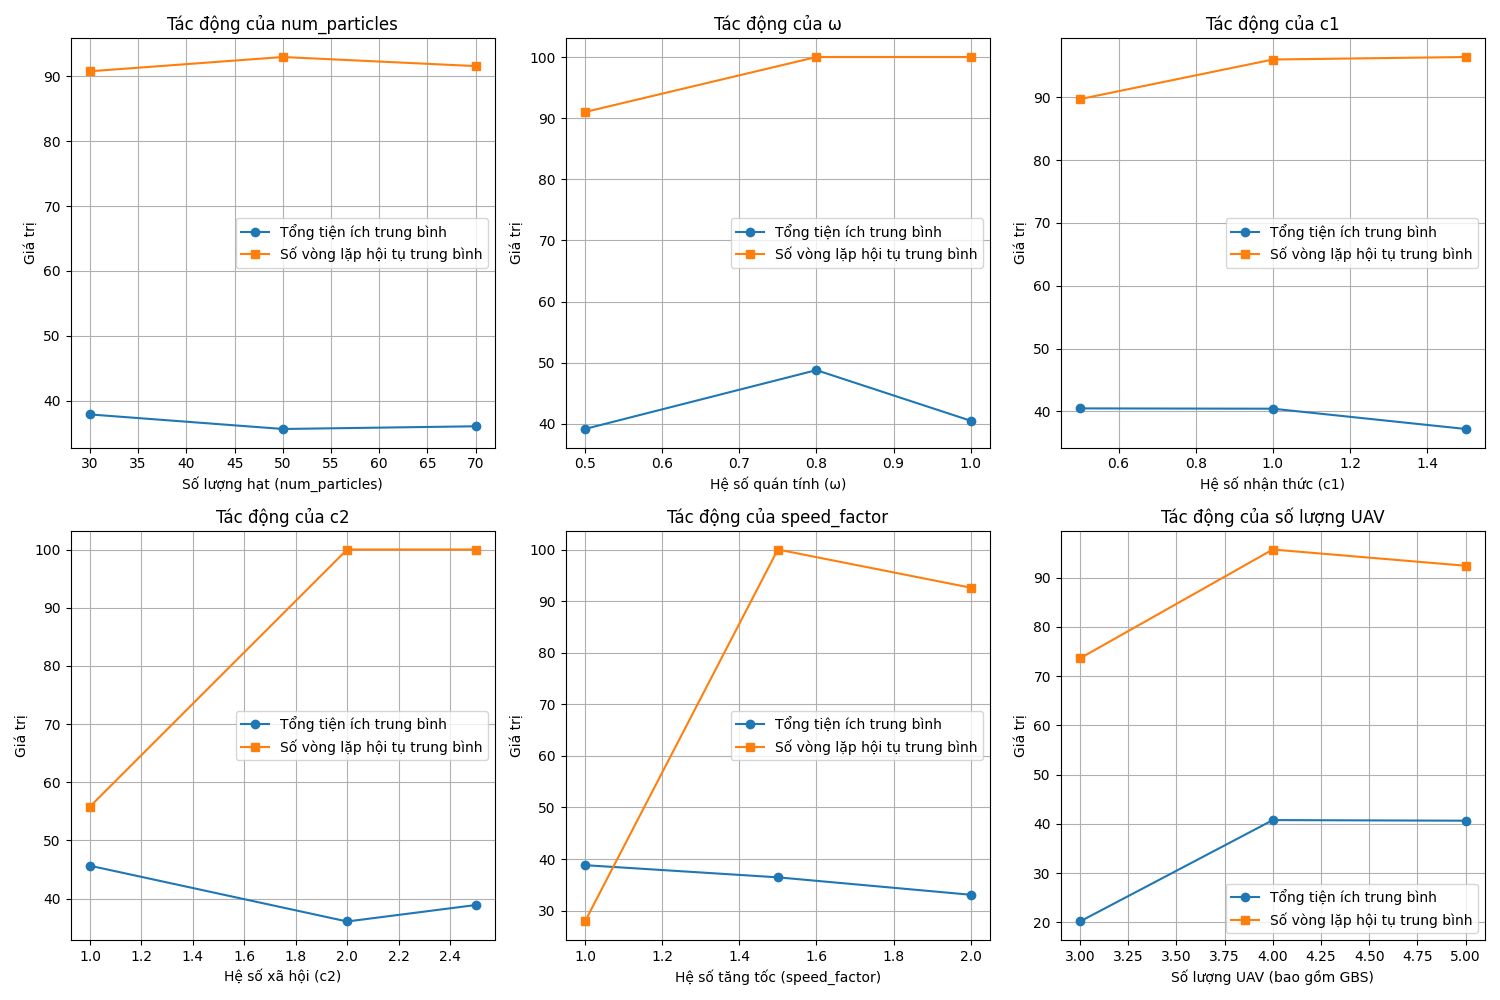 Tác động của num_particles
Giá trị
90
80
70
60
50
40
Tổng tiện ích trung bình
Số vòng lặp hội tụ trung bình
30 35 40 45 50 55 60 65 70
Số lượng hạt (num_particles)
Tác động của ω
Giá trị
100
90
80
70
60
50
40
Tổng tiện ích trung bình
Số vòng lặp hội tụ trung bình
0.5 0.6 0.7 0.8 0.9 1.0
Hệ số quán tính (ω)
Tác động của c1
Giá trị
90
80
70
60
50
40
Tổng tiện ích trung bình
Số vòng lặp hội tụ trung bình
0.6 0.8 1.0 1.2 1.4
Hệ số nhận thức (c1)
Tác động của c2
Giá trị
100
90
80
70
60
50
40
Tổng tiện ích trung bình
Số vòng lặp hội tụ trung bình
1.0 1.2 1.4 1.6 1.8 2.0 2.2 2.4
Hệ số xã hội (c2)
Tác động của speed_factor
Giá trị
100
90
80
70
60
50
40
30
Tổng tiện ích trung bình
Số vòng lặp hội tụ trung bình
1.0 1.2 1.4 1.6 1.8 2.0
Hệ số tăng tốc (speed_factor)
Tác động của số lượng UAV
Giá trị
90
80
70
60
50
40
30
20
Tổng tiện ích trung bình
Số vòng lặp hội tụ trung bình
3.00 3.25 3.50 3.75 4.00 4.25 4.50 4.75 5.00
Số lượng UAV (bao gồm GBS)